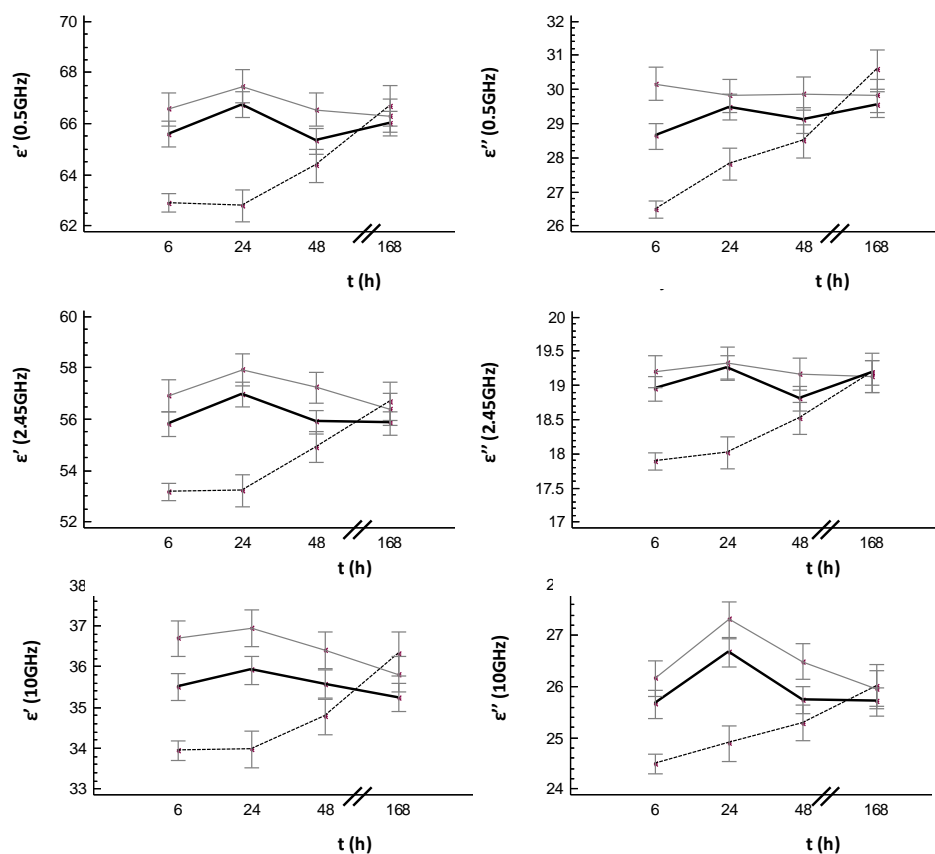 70
68
66
64
62
ε′ (0.5GHz)
6 24 48 168
t (h)
32
31
30
29
28
27
26
ε′′ (0.5GHz)
6 24 48 168
t (h)
60
58
56
54
52
ε′ (2.45GHz)
6 24 48 168
t (h)
20
19.5
19
18.5
18
17.5
17
ε′′ (2.45GHz)
6 24 48 168
t (h)
38
37
36
35
34
33
ε′ (10GHz)
6 24 48 168
t (h)
27
26
25
24
ε′′ (10GHz)
6 24 48 168
t (h)